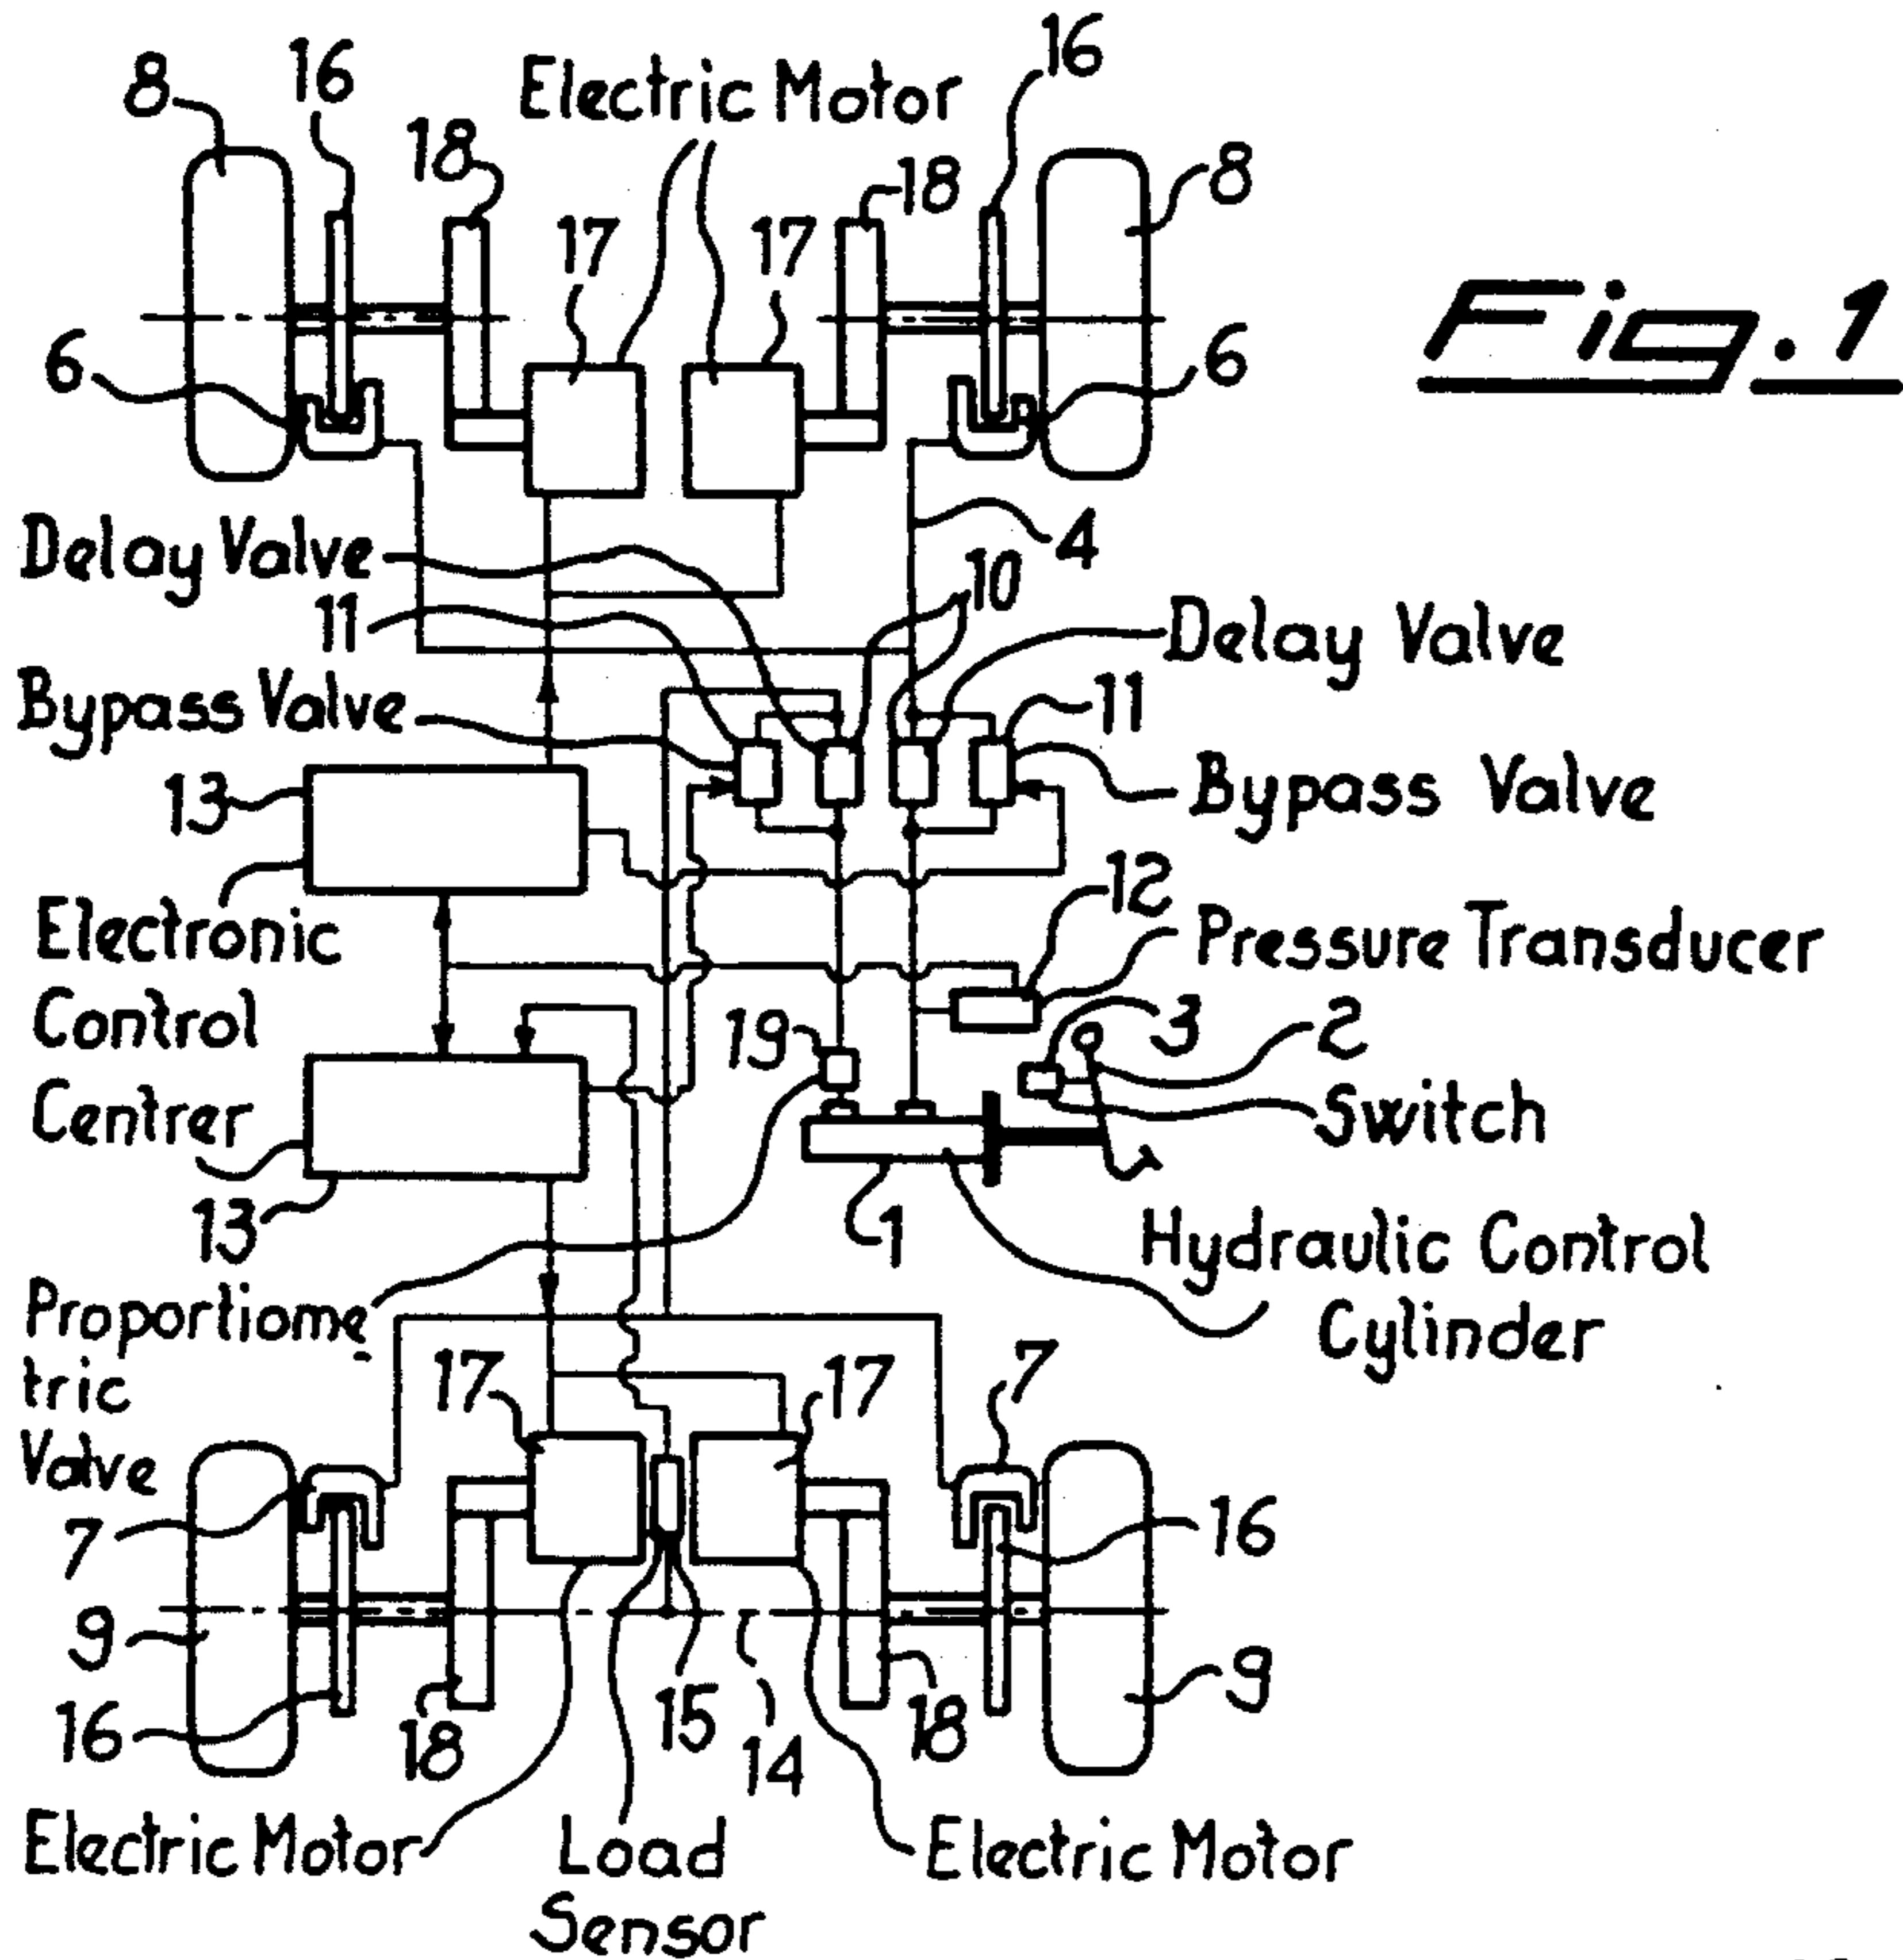 16
8
16
Electric Motor
18
18
8
17
17
Fig.1
6
6
Delay Valve
4
10
11
Delay Valve
Bypass Valve
11
13
Bypass Valve
12
Electronic
Control
Centrer
Pressure Transducer
3
2
19
Switch
13
1
Hydraulic Control
Cylinder
Proportiome-
tric
Valve
17
17
7
7
16
9
9
16
18
15
14
18
Electric Motor
Load
Sensor
Electric Motor